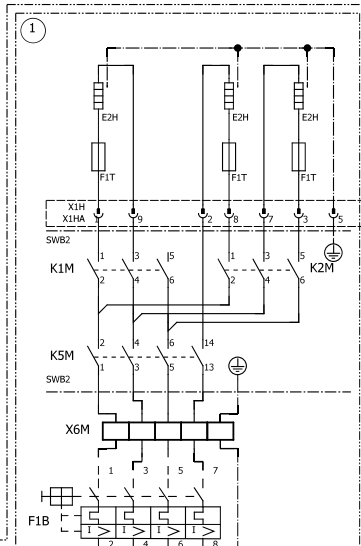 1
E2H E2H E2H
F1T F1T F1T
X1H
X1HA 1 9 2 8 7 3 5
SWB2
1 3 5 1 3 5
K1M K2M
2 4 6 2 4 6
2 4 6 14
K5M
1 3 5 13
SWB2
X6M
1 3 5 7
F1B
I > I > I > I >
2 4 6 8